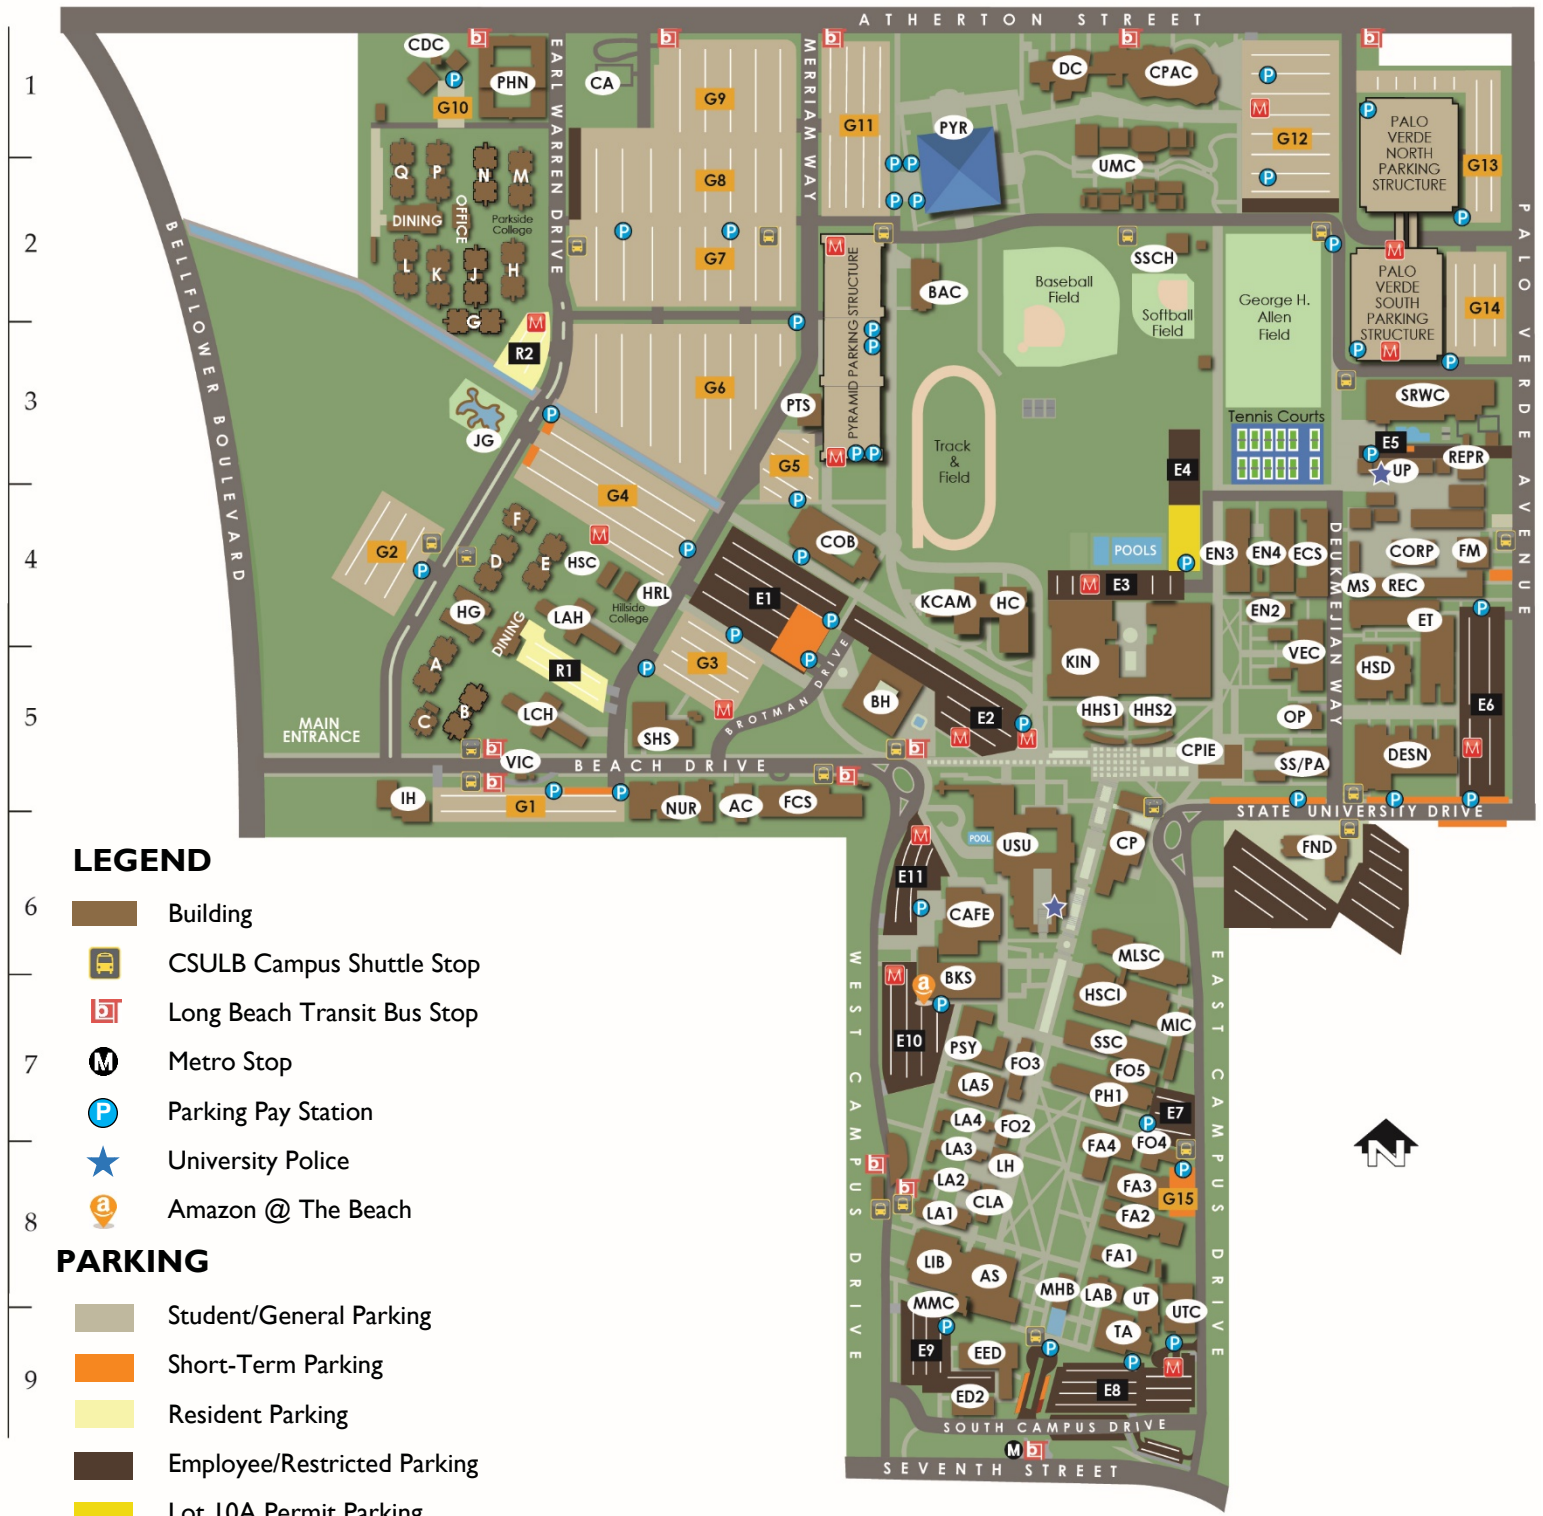 ATHERTON STREET
1
2
3
4
5
6
7
8
9
CDC
PHN
G10
EARL WARREN DRIVE
CA
G9
MERRIAM WAY
G11
PYR
DC
CPAC
UMC
G12
PALO
VERDE
NORTH
PARKING
STRUCTURE
G13
Q
P
N
M
DINING
OFFICE
Parkside
College
L
K
J
H
G
G8
G7
BELLFLOWER BOULEVARD
PALO VERDE AVENUE
PYRAMID PARKING STRUCTURE
BAC
Baseball
Field
SSCH
Softball
Field
George H.
Allen
Field
PALO
VERDE
SOUTH
PARKING
STRUCTURE
G14
R2
G6
JG
PTS
G5
Track
&
Field
Tennis Courts
SRWC
E5
UP
REPR
E4
G4
G2
F
D
E
HSC
HRL
HG
LAH
Hillside
College
DINING
COB
E1
POOLS
EN3
EN4
ECS
DEUKMEJIAN WAY
CORP
FM
MS
REC
E3
KCAM
HC
EN2
ET
A
B
C
R1
G3
BROTMAN DRIVE
KIN
VEC
HSD
E6
LCH
SHS
BH
E2
HHS1
HHS2
OP
MAIN
ENTRANCE
VIC
BEACH DRIVE
CPIE
SS/PA
DESN
IH
G1
NUR
AC
FCS
STATE UNIVERSITY DRIVE
POOL
USU
CP
FND
E11
CAFE
WEST CAMPUS DRIVE
EAST CAMPUS DRIVE
MLSC
BKS
a
HSCI
MIC
E10
PSY
FO3
SSC
FO5
LA5
PH1
E7
LA4
FO2
FA4
FO4
LA3
LH
LA2
FA3
G15
CLA
LA1
FA2
LIB
AS
FA1
MHB
LAB
UT
UTC
MMC
TA
E9
EED
E8
ED2
SOUTH CAMPUS DRIVE
M
SEVENTH STREET
N
LEGEND
Building
CSULB Campus Shuttle Stop
Long Beach Transit Bus Stop
M Metro Stop
P Parking Pay Station
University Police
a Amazon @ The Beach
PARKING
Student/General Parking
Short-Term Parking
Resident Parking
Employee/Restricted Parking
Lot 10A Permit Parking